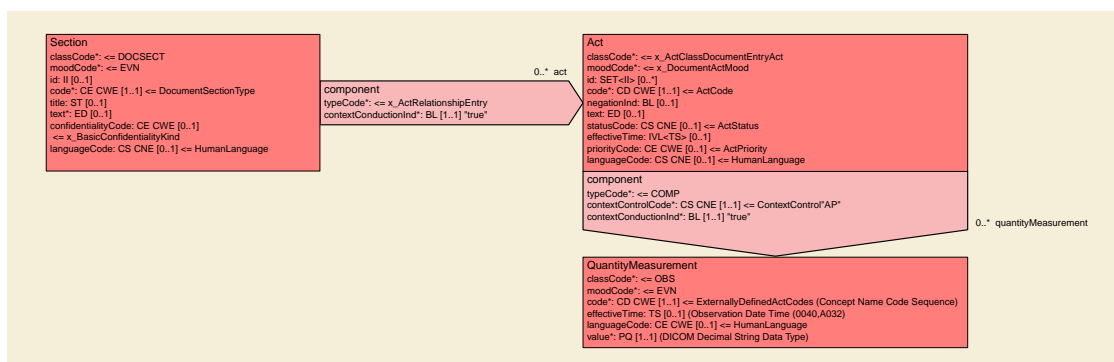 Section
classCode*: <= DOCSECT
moodCode*: <= EVN
id: II [0..1]
code*: CE CWE [1..1] <= DocumentSectionType
title: ST [0..1]
text*: ED [0..1]
confidentialityCode: CE CWE [0..1]
<= x_BasicConfidentialityKind
languageCode: CS CNE [0..1] <= HumanLanguage
0..* act
component
typeCode*: <= x_ActRelationshipEntry
contextConductionInd*: BL [1..1] "true"
Act
classCode*: <= x_ActClassDocumentEntryAct
moodCode*: <= x_DocumentActMood
id: SET<II> [0..*]
code*: CD CWE [1..1] <= ActCode
negationInd: BL [0..1]
text: ED [0..1]
statusCode: CS CNE [0..1] <= ActStatus
effectiveTime: IVL<TS> [0..1]
priorityCode: CE CWE [0..1] <= ActPriority
languageCode: CS CNE [0..1] <= HumanLanguage
component
typeCode*: <= COMP
contextControlCode*: CS CNE [1..1] <= ContextControl"AP"
contextConductionInd*: BL [1..1] "true"
0..* quantityMeasurement
QuantityMeasurement
classCode*: <= OBS
moodCode*: <= EVN
code*: CD CWE [1..1] <= ExternallyDefinedActCodes (Concept Name Code Sequence)
effectiveTime: TS [0..1] (Observation Date Time (0040,A032)
languageCode: CE CWE [0..1] <= HumanLanguage
value*: PQ [1..1] (DICOM Decimal String Data Type)